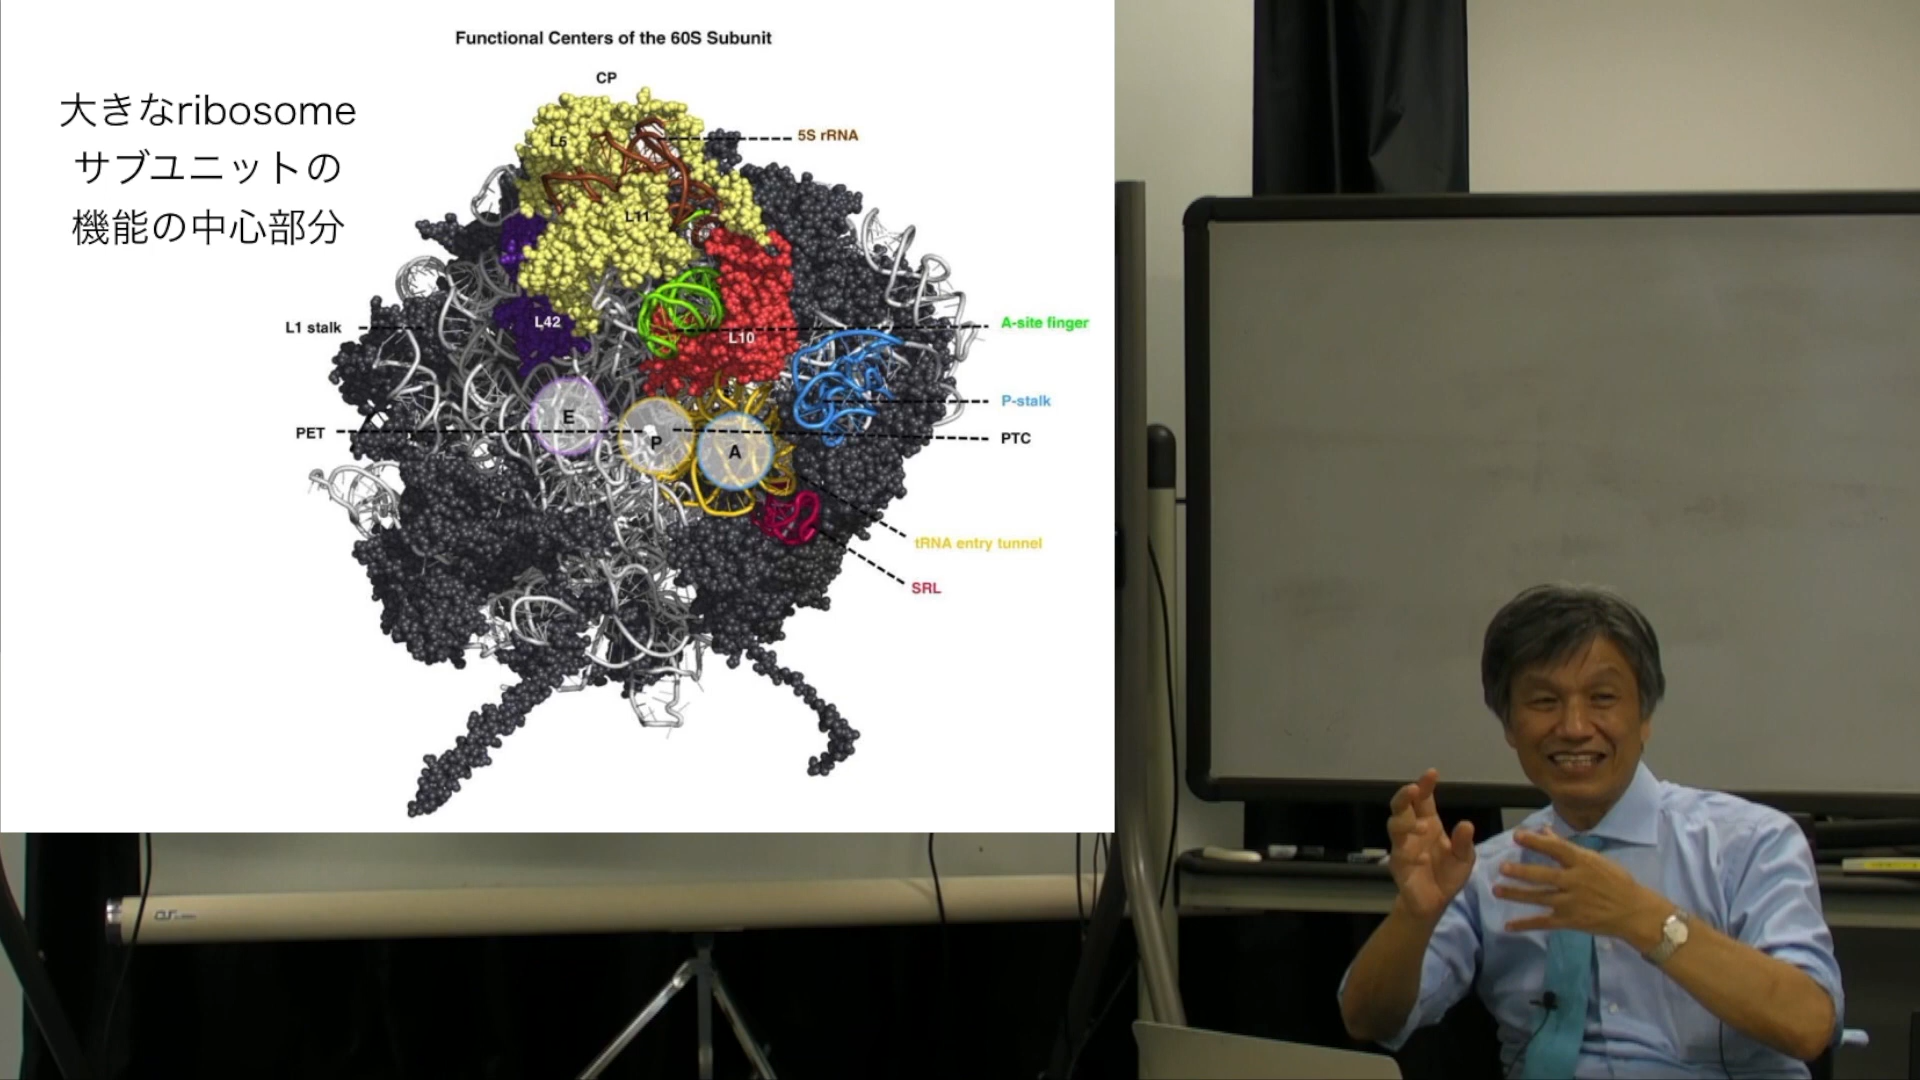 Functional Centers of the 60S Subunit
CP
大きなribosome
サブユニットの
機能の中心部分
L5
5S rRNA
L11
L1 stalk
L42
L10
A-site finger
P-stalk
E
P
A
PET
PTC
tRNA entry tunnel
SRL